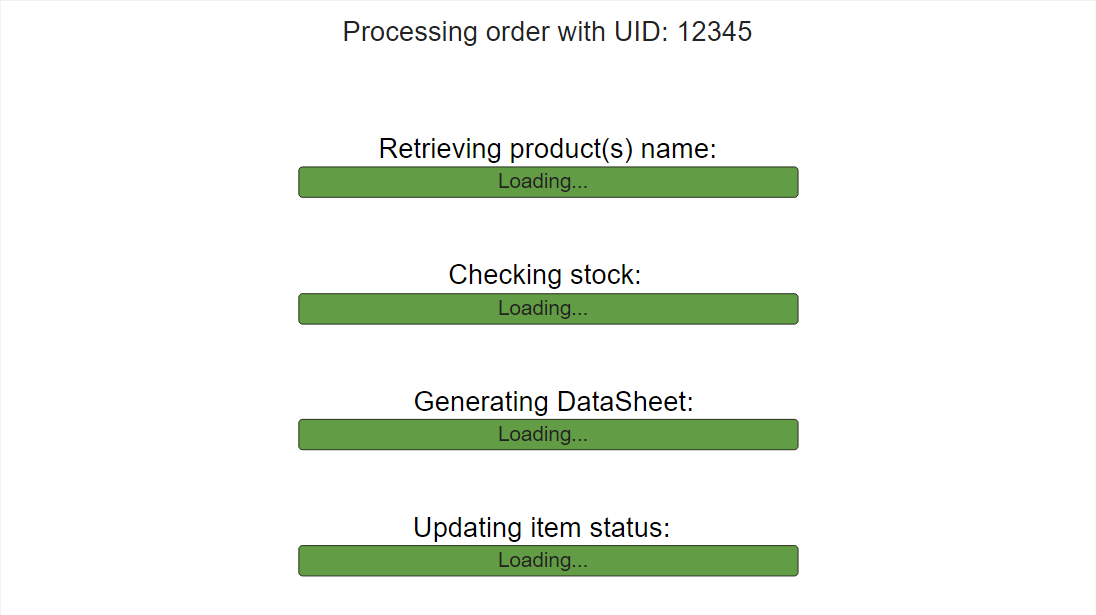 Processing order with UID: 12345
Retrieving product(s) name:
Loading...
Checking stock:
Loading...
Generating DataSheet:
Loading...
Updating item status:
Loading...